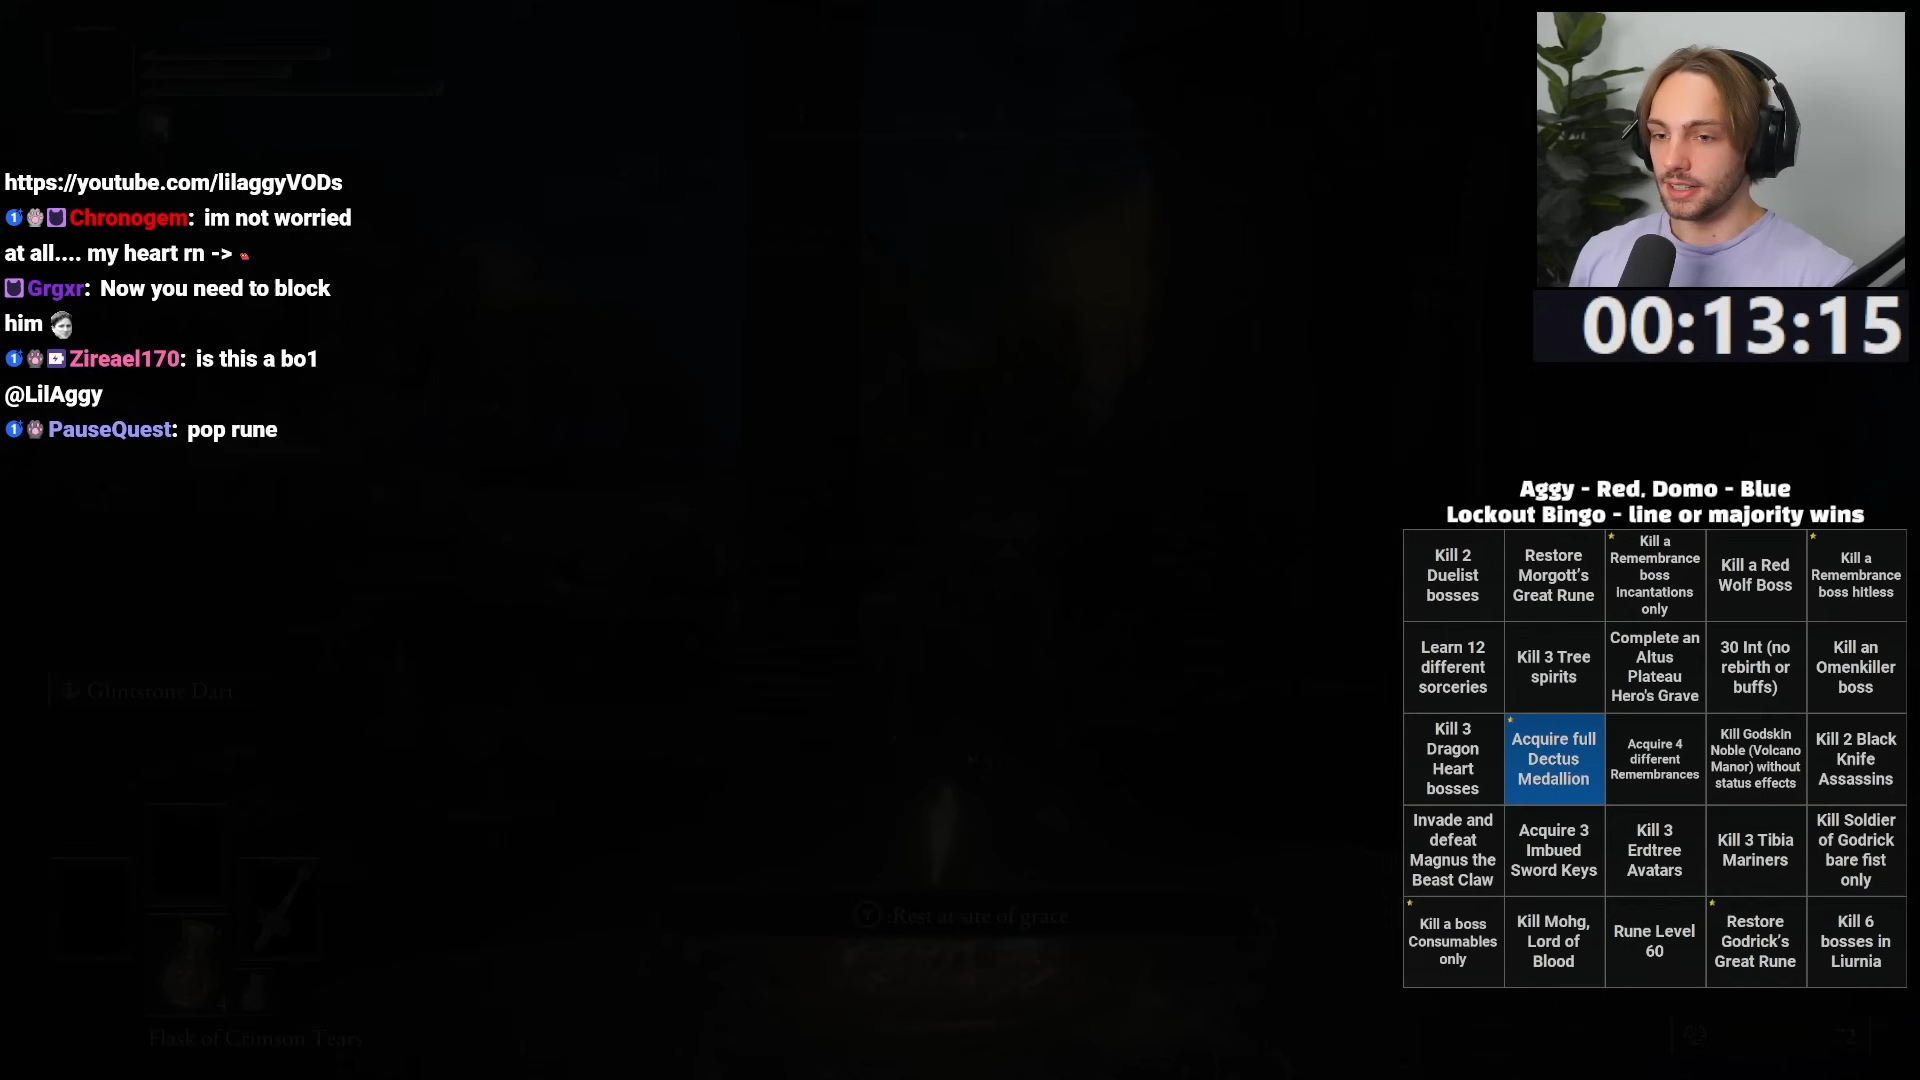 https://youtube.com/lilaggyVODs
Chronogem: im not worried
at all.... my heart rn ->
Grgxr: Now you need to block
him
Zireael170: is this a bo1
@LilAggy
PauseQuest: pop rune
00:13:15
Aggy - Red, Domo - Blue
Lockout Bingo - line or majority wins
Kill 2
Duelist
bosses
Restore
Morgott's
Great Rune
Kill a
Remembrance
boss
Incantations
only
Kill a Red
Wolf Boss
Kill a
Remembrance
boss hitless
Learn 12
different
sorceries
Kill 3 Tree
spirits
Complete an
Altus
Plateau
Hero's Grave
30 Int (no
rebirth or
buffs)
Kill an
Omenkiller
boss
Kill 3
Dragon
Heart
bosses
Acquire full
Dectus
Medallion
Acquire 4
different
Remembrances
Kill Godskin
Noble (Volcano
Manor) without
status effects
Kill 2 Black
Knife
Assassins
Invade and
defeat
Magnus the
Beast Claw
Acquire 3
Imbued
Sword Keys
Kill 3
Erdtree
Avatars
Kill 3 Tibia
Mariners
Kill Soldier
of Godrick
bare fist
only
Kill a boss
Consumables
only
Kill Mohg,
Lord of
Blood
Rune Level
60
Restore
Godrick's
Great Rune
Kill 6
bosses in
Liurnia
Glintstone Dart
Y :Rest at site of grace
4
Flask of Crimson Tears